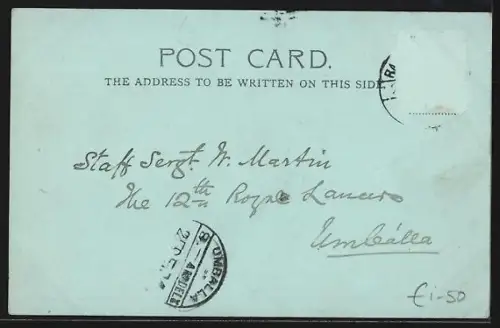 POST CARD.
THE ADDRESS TO BE WRITTEN ON THIS SIDE
Staff Sergt. W. Martin
The 12th Royal Lancers
Umbálla
UMBALLA
£1-50